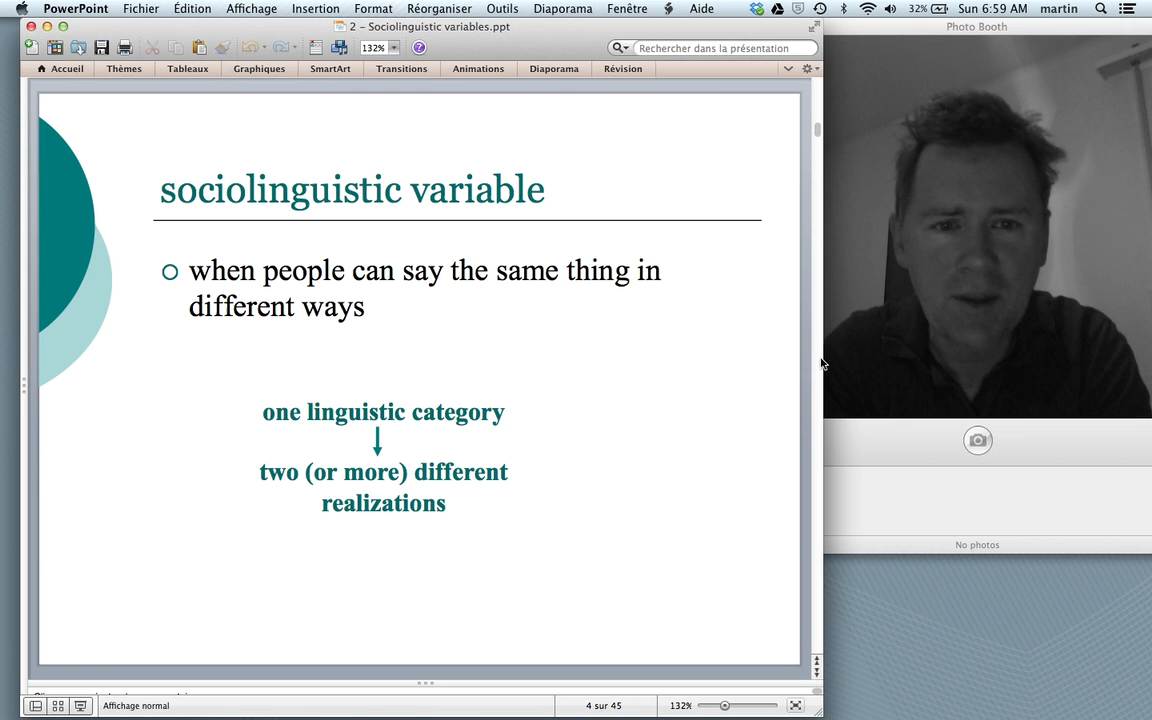 PowerPoint Fichier Édition Affichage Insertion Format Réorganiser Outils Diaporama Fenêtre Aide 32% Sun 6:59 AM martin
2 – Sociolinguistic variables.ppt
Photo Booth
132% Rechercher dans la présentation
Accueil Thèmes Tableaux Graphiques SmartArt Transitions Animations Diaporama Révision
sociolinguistic variable
when people can say the same thing in
different ways
one linguistic category
two (or more) different
realizations
No photos
Affichage normal 4 sur 45 132%